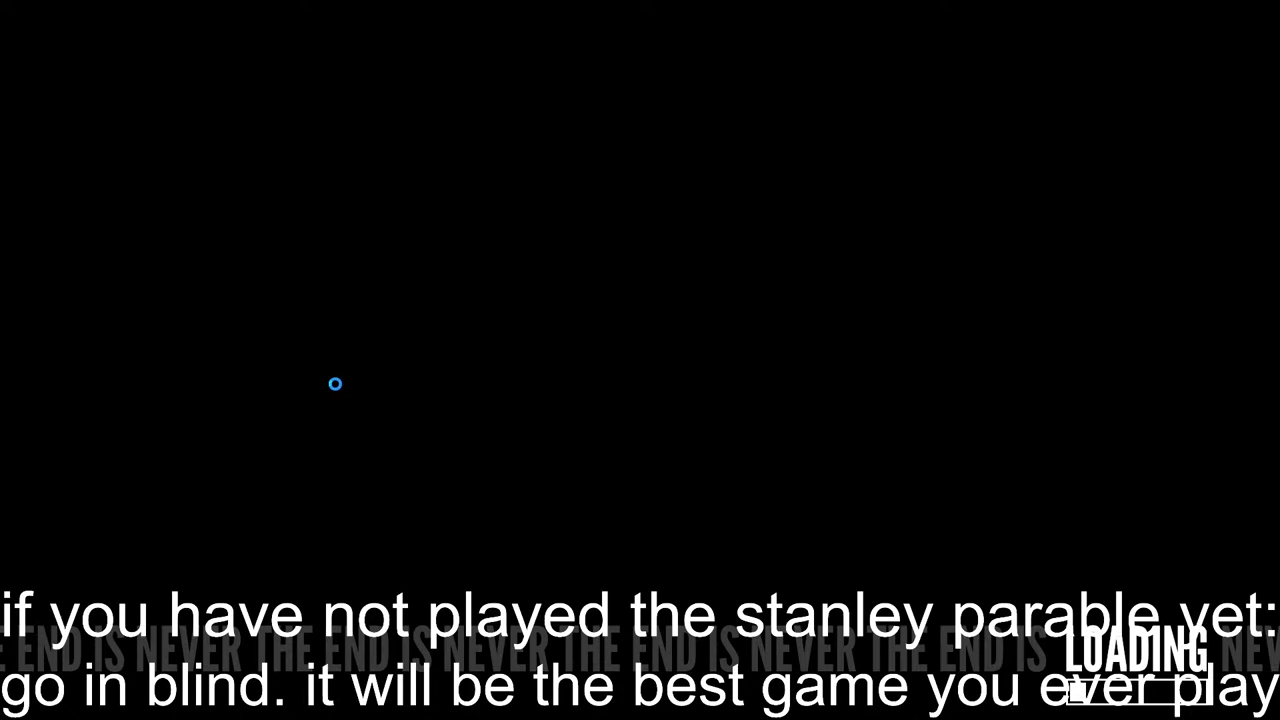 if you have not played the stanley parable yet:
END IS NEVER THE END IS NEVER THE END IS NEVER THE END IS
LOADING
go in blind. it will be the best game you ever play